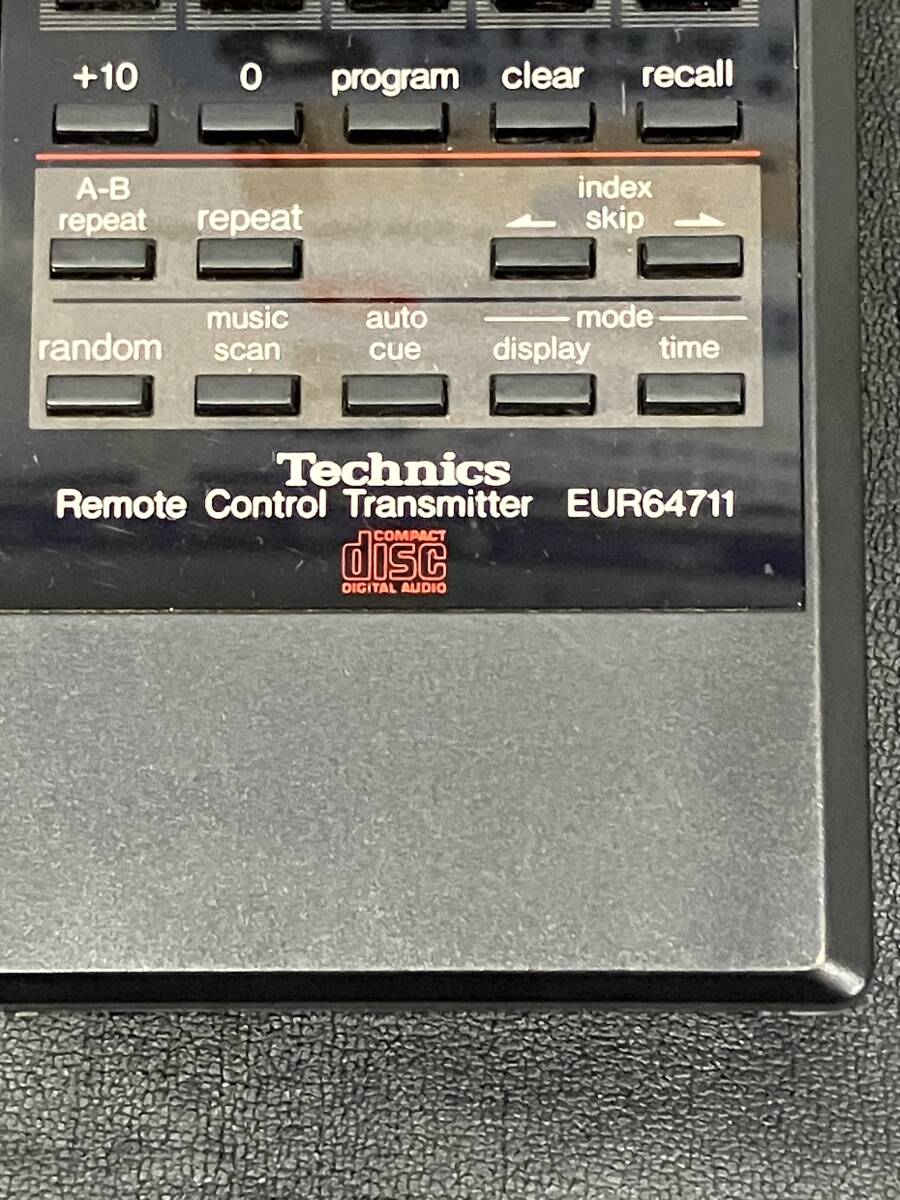 +10 0 program clear recall
A-B index
repeat repeat skip
music auto mode
random scan cue display time
Technics
Remote Control Transmitter EUR64711
COMPACT
disc
DIGITAL AUDIO